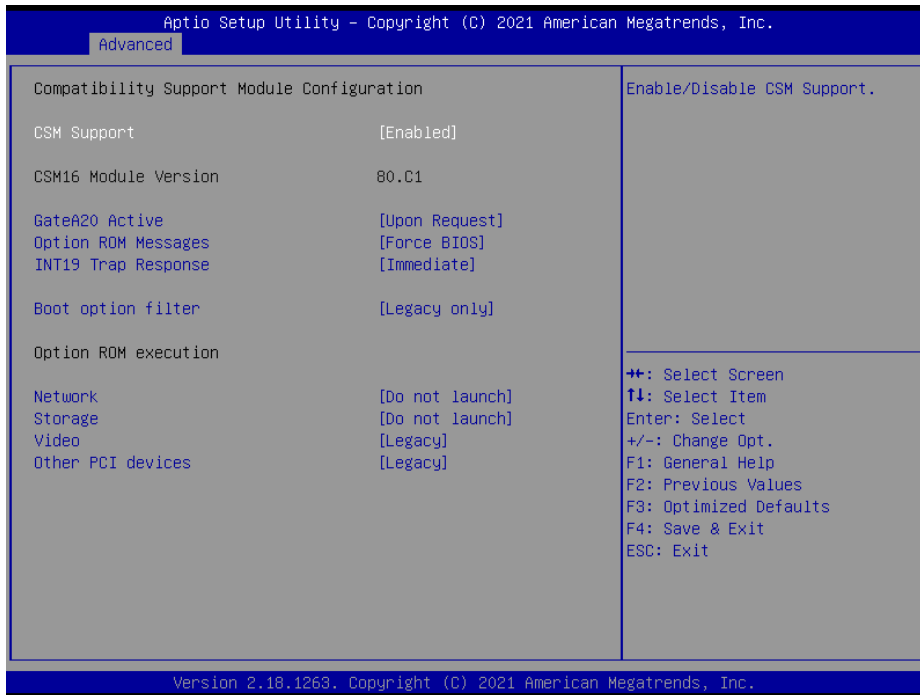 Aptio Setup Utility – Copyright (C) 2021 American Megatrends, Inc.
Advanced
Compatibility Support Module Configuration
Enable/Disable CSM Support.
CSM Support [Enabled]
CSM16 Module Version 80.C1
GateA20 Active [Upon Request]
Option ROM Messages [Force BIOS]
INT19 Trap Response [Immediate]
Boot option filter [Legacy only]
Option ROM execution
Network [Do not launch]
Storage [Do not launch]
Video [Legacy]
Other PCI devices [Legacy]
→←: Select Screen
↑↓: Select Item
Enter: Select
+/-: Change Opt.
F1: General Help
F2: Previous Values
F3: Optimized Defaults
F4: Save & Exit
ESC: Exit
Version 2.18.1263. Copyright (C) 2021 American Megatrends, Inc.